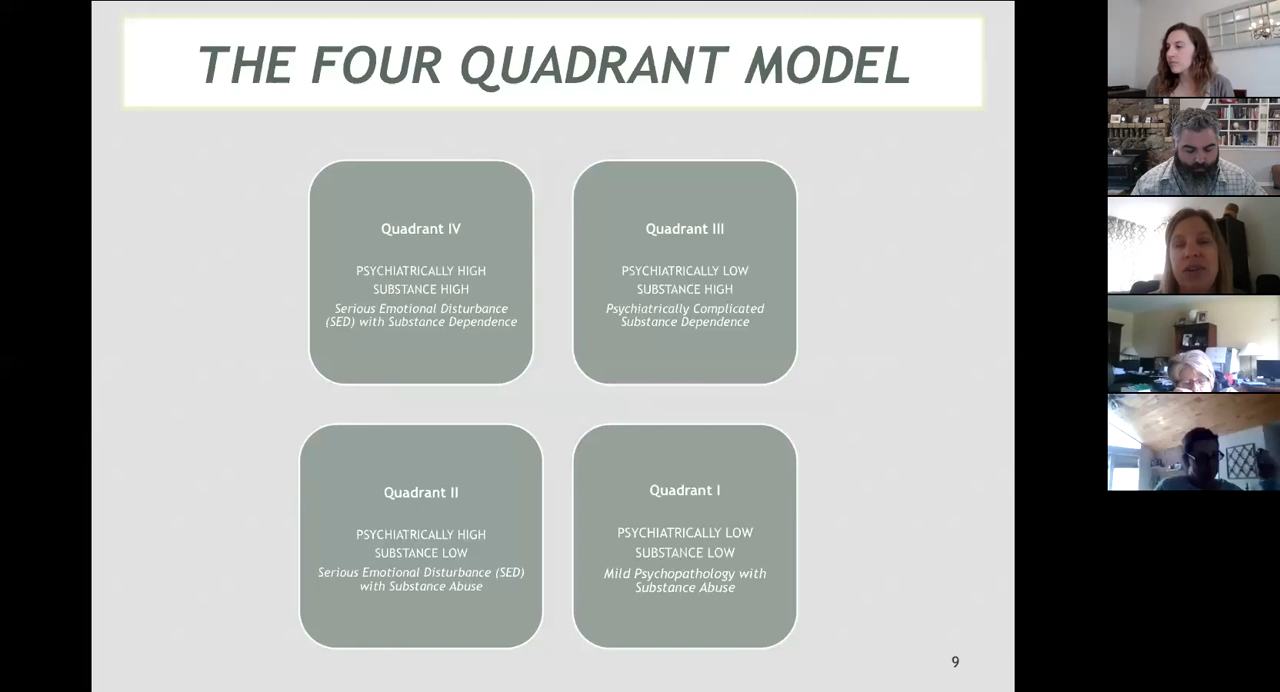 THE FOUR QUADRANT MODEL
Quadrant IV
PSYCHIATRICALLY HIGH
SUBSTANCE HIGH
Serious Emotional Disturbance
(SED) with Substance Dependence
Quadrant III
PSYCHIATRICALLY LOW
SUBSTANCE HIGH
Psychiatrically Complicated
Substance Dependence
Quadrant II
PSYCHIATRICALLY HIGH
SUBSTANCE LOW
Serious Emotional Disturbance (SED)
with Substance Abuse
Quadrant I
PSYCHIATRICALLY LOW
SUBSTANCE LOW
Mild Psychopathology with
Substance Abuse
9